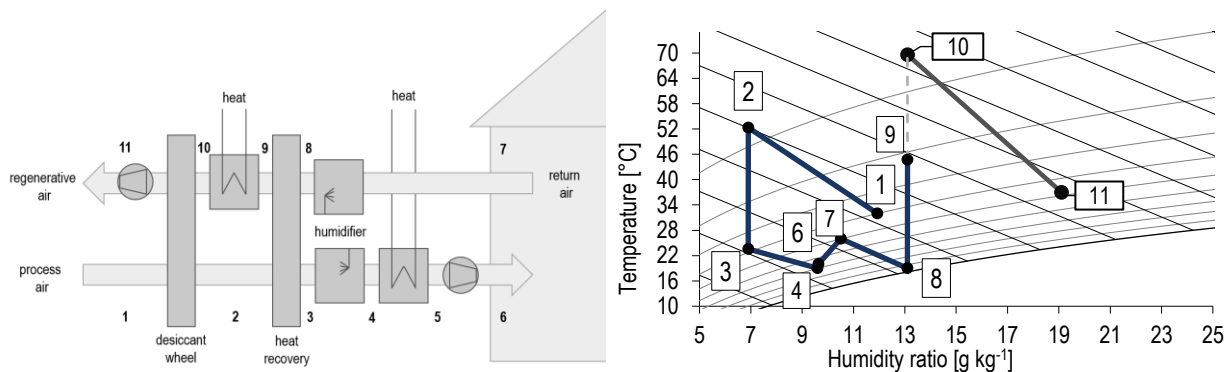 heat
heat
11
10
9
8
7
regenerative
air
return
air
humidifier
process
air
1
2
3
4
5
6
desiccant
wheel
heat
recovery
Temperature [°C]
70
64
58
52
46
40
34
28
22
16
10
10
2
9
1
11
6
7
3
4
8
5
7
9
11
13
15
17
19
21
23
25
Humidity ratio [g kg⁻¹]